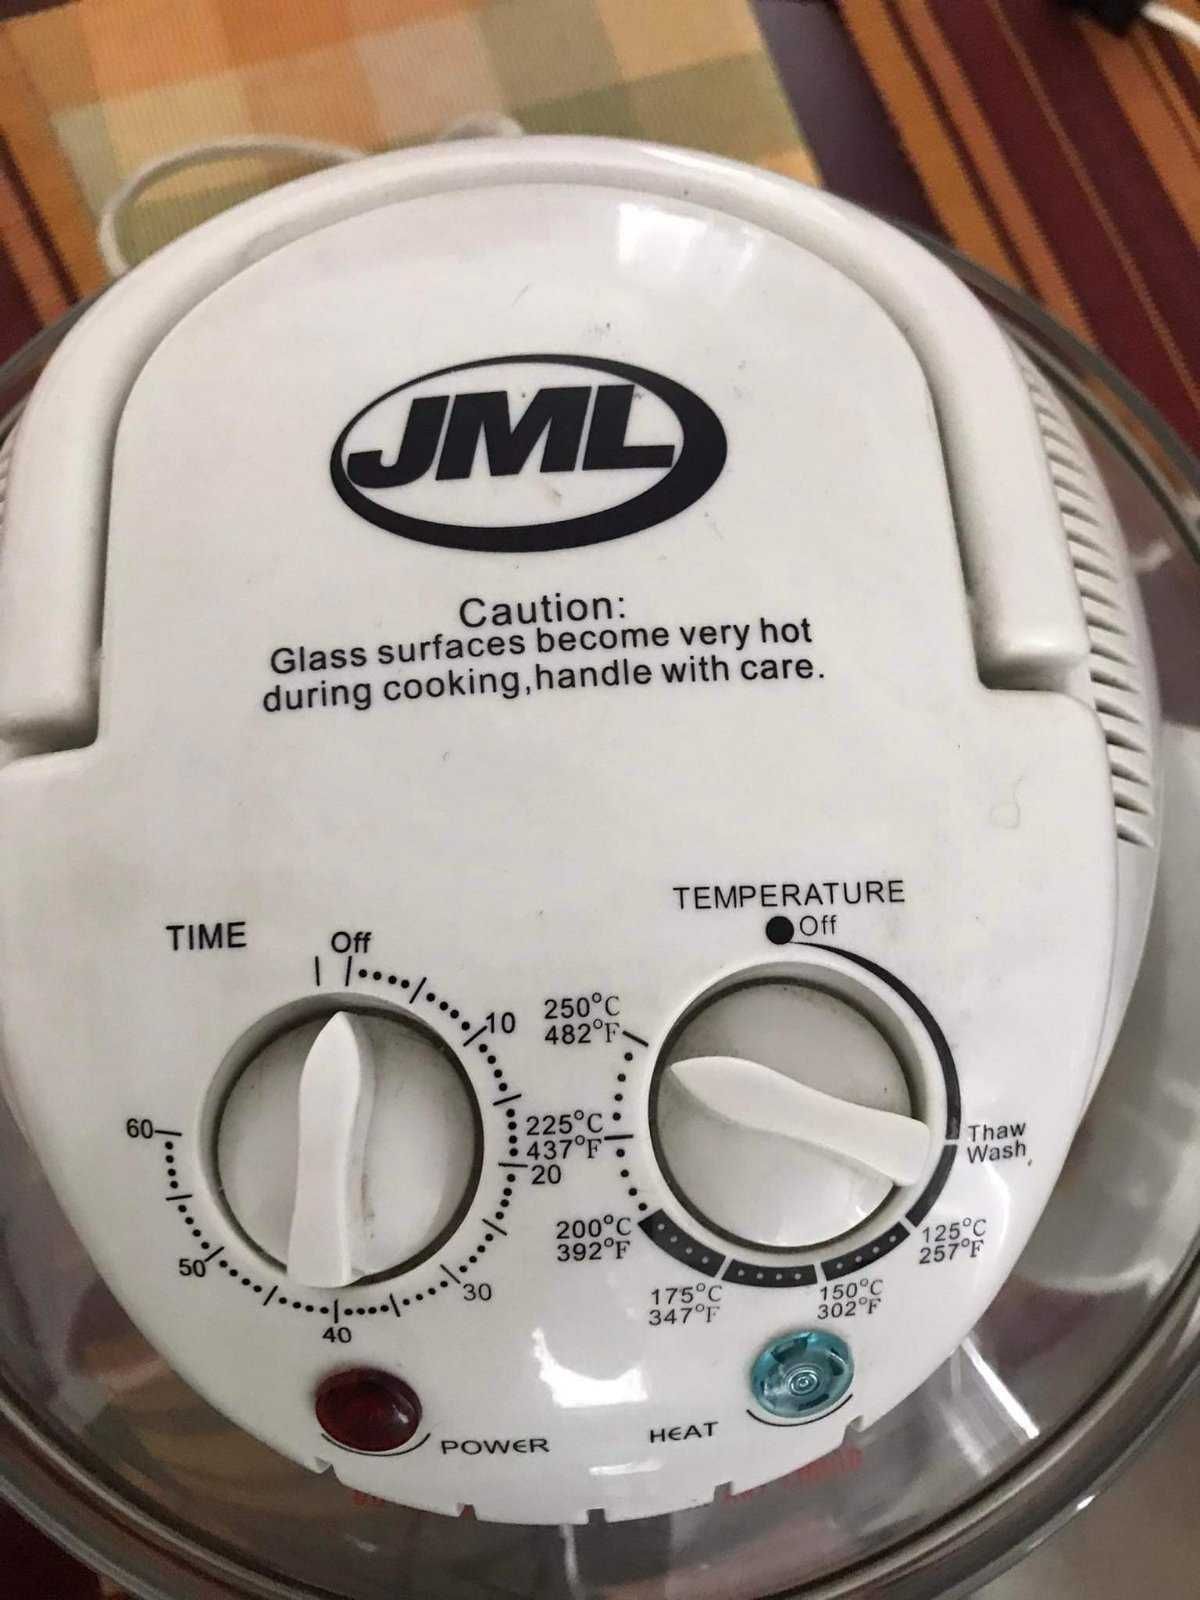 JML
Caution:
Glass surfaces become very hot
during cooking,handle with care.
TIME
Off
10
20
30
40
50
60
TEMPERATURE
Off
Thaw
Wash
125°C
257°F
150°C
302°F
175°C
347°F
200°C
392°F
225°C
437°F
250°C
482°F
POWER
HEAT